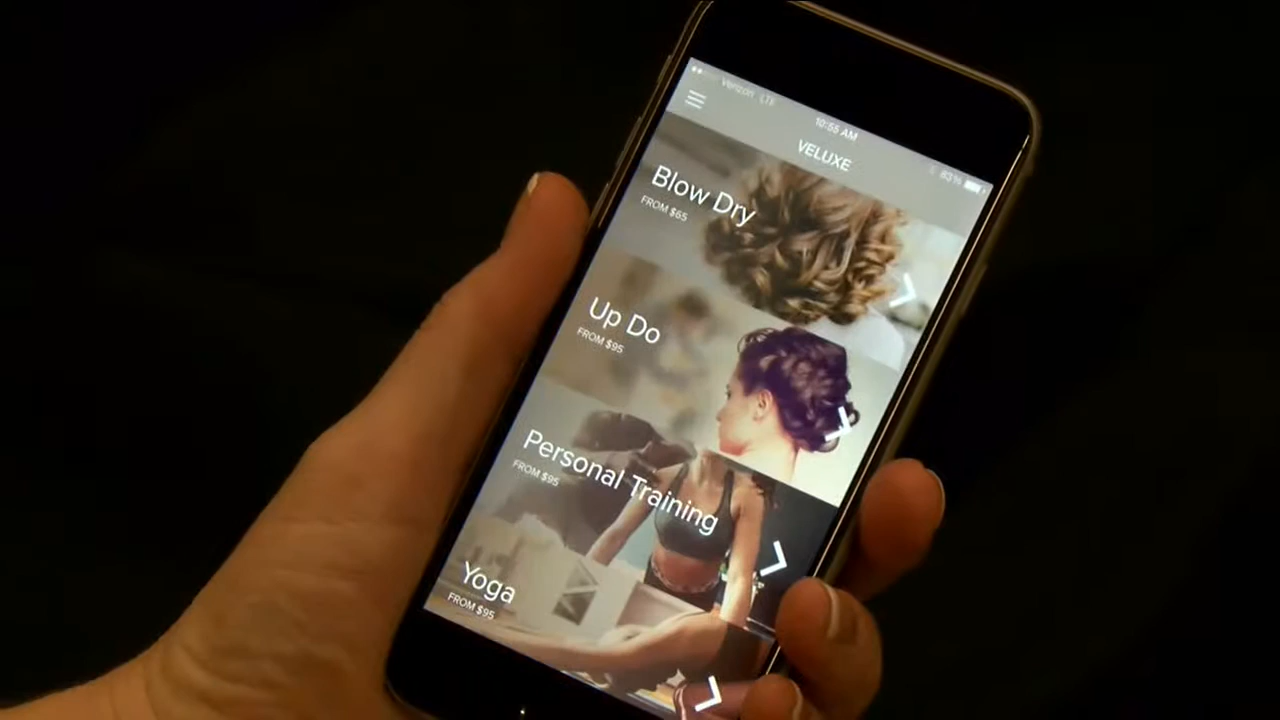 Verizon LTE
10:55 AM
83%
VELUXE
Blow Dry
FROM $65
Up Do
FROM $95
Personal Training
FROM $95
Yoga
FROM $95